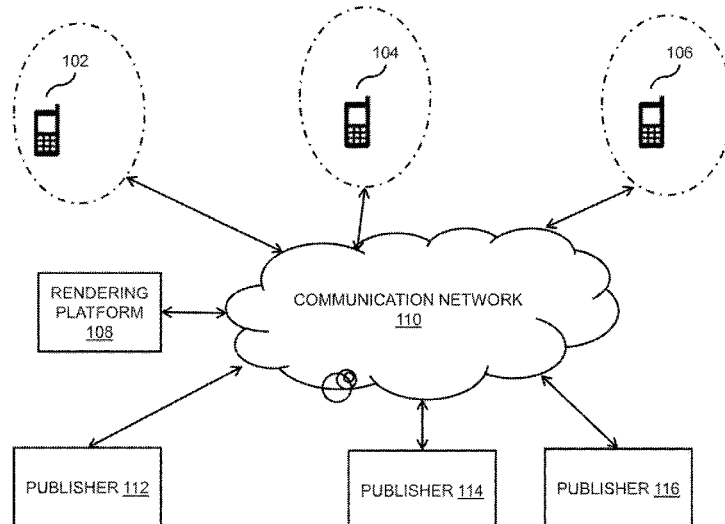 102
104
106
RENDERING
PLATFORM
108
COMMUNICATION NETWORK
110
PUBLISHER 112
PUBLISHER 114
PUBLISHER 116